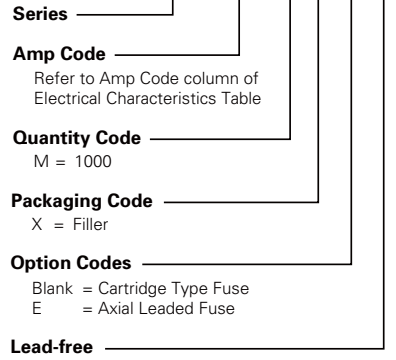 Series
Amp Code
Refer to Amp Code column of
Electrical Characteristics Table
Quantity Code
M = 1000
Packaging Code
X = Filler
Option Codes
Blank = Cartridge Type Fuse
E = Axial Leaded Fuse
Lead-free